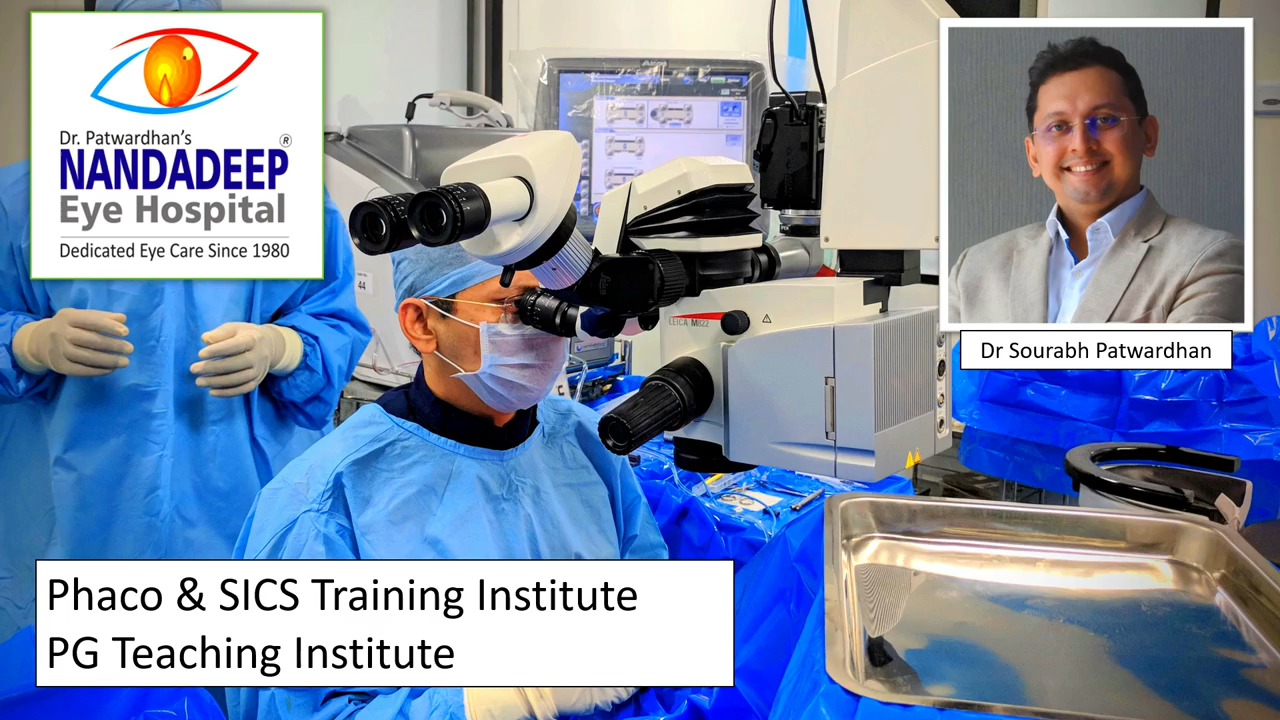 Dr. Patwardhan's
NANDADEEP®
Eye Hospital
Dedicated Eye Care Since 1980
Dr Sourabh Patwardhan
44
LEICA M822
Phaco & SICS Training Institute
PG Teaching Institute